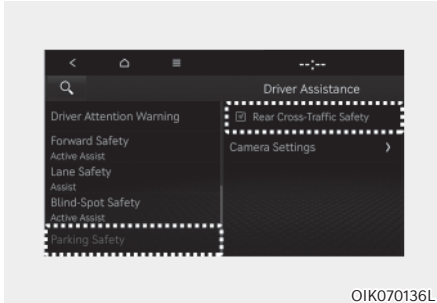 --:--
Driver Assistance
Driver Attention Warning
Forward Safety
Active Assist
Lane Safety
Assist
Blind-Spot Safety
Active Assist
Parking Safety
Rear Cross-Traffic Safety
Camera Settings
OIK070136L